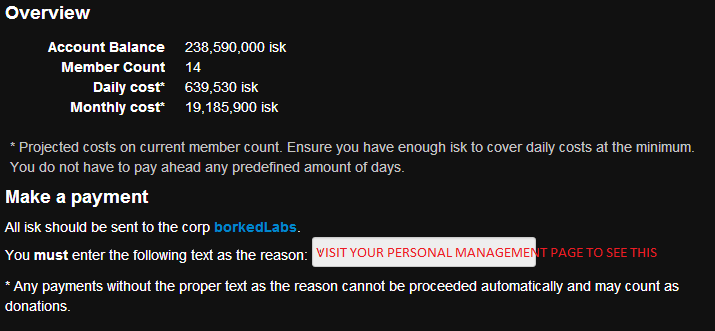 Overview
Account Balance 238,590,000 isk
Member Count 14
Daily cost* 639,530 isk
Monthly cost* 19,185,900 isk
* Projected costs on current member count. Ensure you have enough isk to cover daily costs at the minimum.
You do not have to pay ahead any predefined amount of days.
Make a payment
All isk should be sent to the corp borkedLabs.
You must enter the following text as the reason: VISIT YOUR PERSONAL MANAGEMENT PAGE TO SEE THIS
* Any payments without the proper text as the reason cannot be proceeded automatically and may count as
donations.